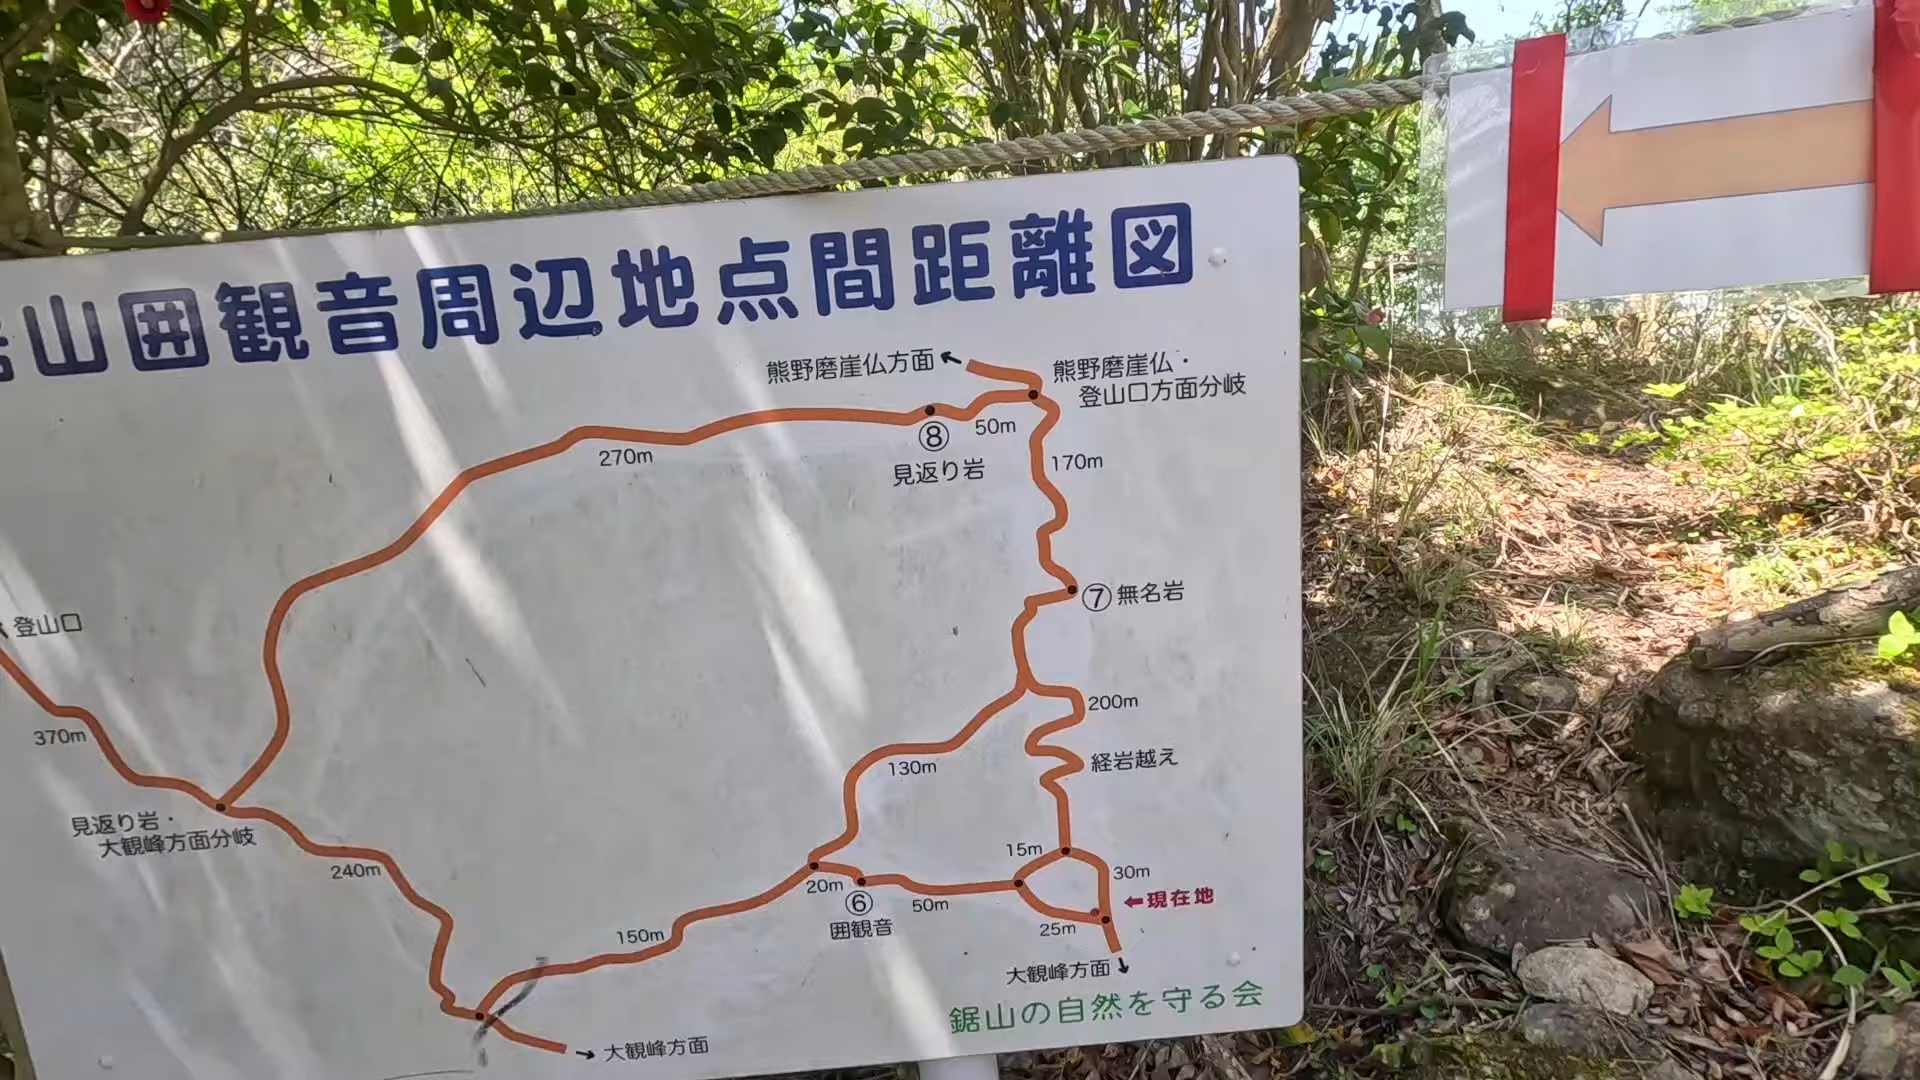 山囲観音周辺地点間距離図
熊野磨崖仏方面
熊野磨崖仏・
登山口方面分岐
50m
⑧
見返り岩
270m
170m
⑦無名岩
登山口
370m
200m
経岩越え
130m
見返り岩・
大観峰方面分岐
240m
15m
30m
20m
⑥
囲観音
50m
←現在地
25m
150m
大観峰方面
鋸山の自然を守る会
大観峰方面